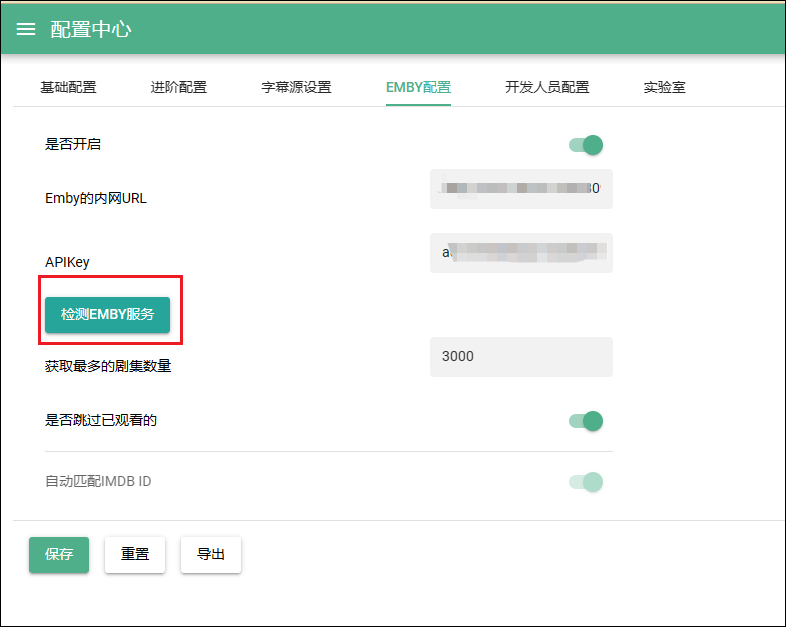 配置中心
基础配置 进阶配置 字幕源设置 EMBY配置 开发人员配置 实验室
是否开启
Emby的内网URL
APIKey
检测EMBY服务
获取最多的剧集数量 3000
是否跳过已观看的
自动匹配IMDB ID
保存 重置 导出